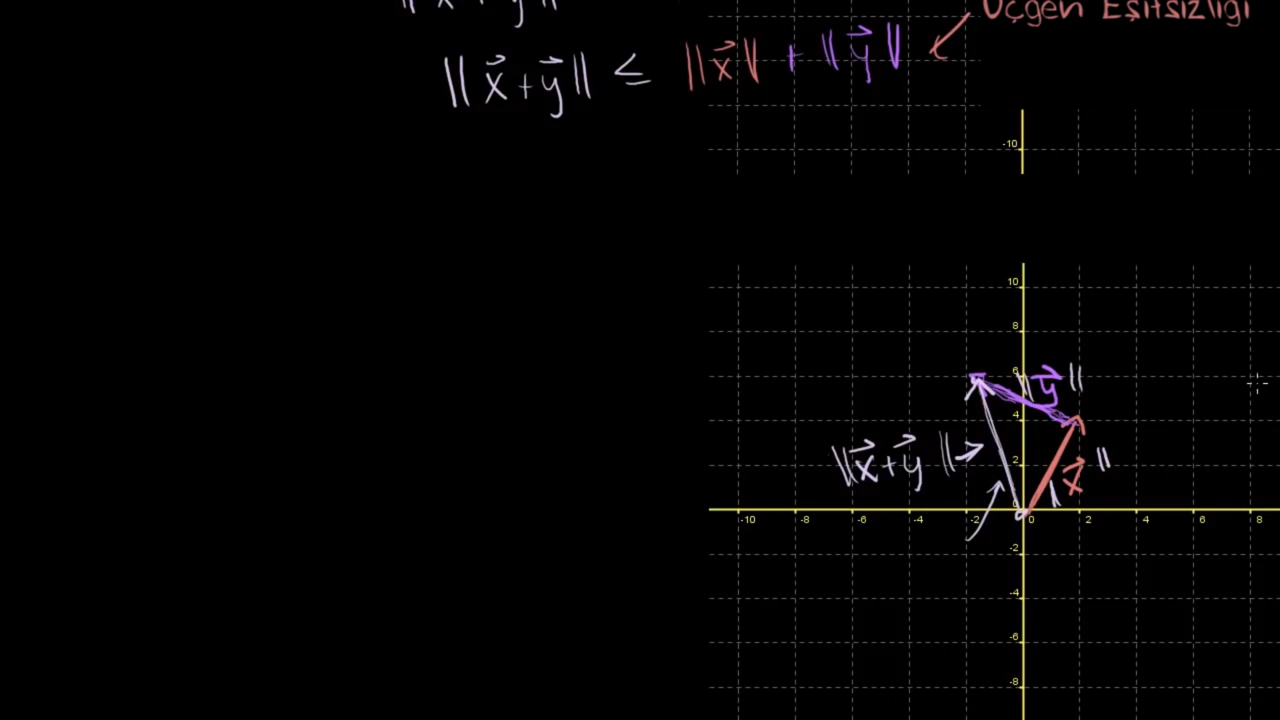 ‖x⃗+y⃗‖
Üçgen Eşitsizliği
‖x⃗+y⃗‖ ≤ ‖x⃗‖ + ‖y⃗‖
-10
10
8
6
‖y⃗‖
4
‖x⃗+y⃗‖
2
‖x⃗‖
0
-10 -8 -6 -4 -2 0 2 4 6 8
-2
-4
-6
-8